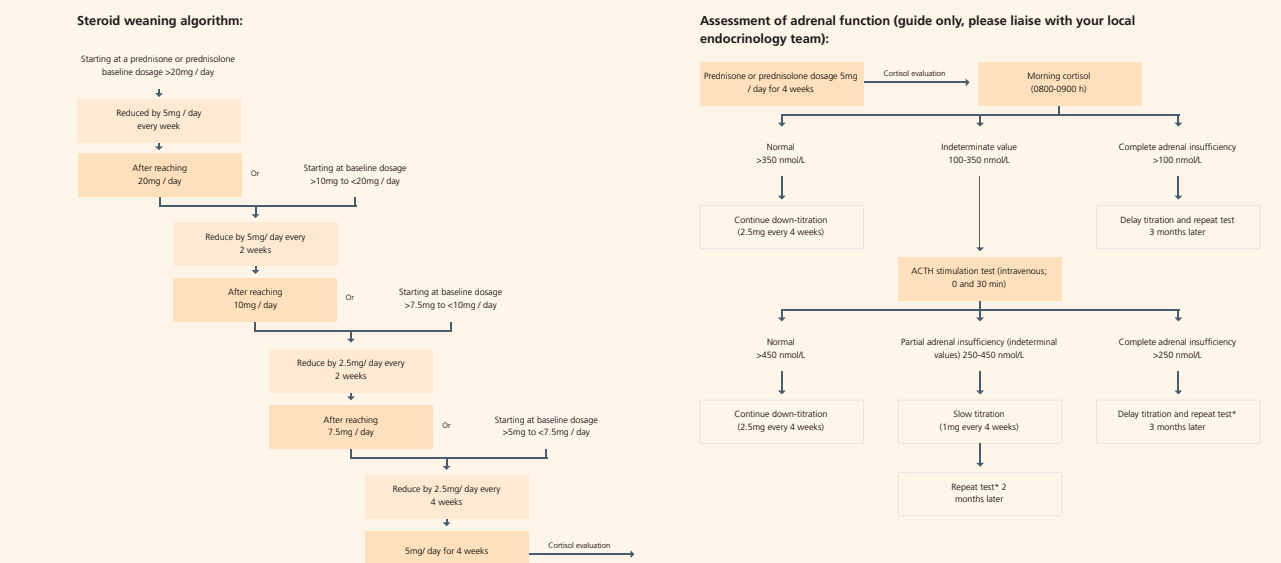 Steroid weaning algorithm:
Starting at a prednisone or prednisolone
baseline dosage >20mg / day
Reduced by 5mg / day
every week
After reaching
20mg / day
Or
Starting at baseline dosage
>10mg to <20mg / day
Reduce by 5mg/ day every
2 weeks
After reaching
10mg / day
Or
Starting at baseline dosage
>7.5mg to <10mg / day
Reduce by 2.5mg/ day every
2 weeks
After reaching
7.5mg / day
Or
Starting at baseline dosage
>5mg to <7.5mg / day
Reduce by 2.5mg/ day every
4 weeks
5mg/ day for 4 weeks
Cortisol evaluation
Assessment of adrenal function (guide only, please liaise with your local
endocrinology team):
Prednisone or prednisolone dosage 5mg
/ day for 4 weeks
Cortisol evaluation
Morning cortisol
(0800-0900 h)
Normal
>350 nmol/L
Indeterminate value
100-350 nmol/L
Complete adrenal insufficiency
>100 nmol/L
Continue down-titration
(2.5mg every 4 weeks)
Delay titration and repeat test
3 months later
ACTH stimulation test (intravenous;
0 and 30 min)
Normal
>450 nmol/L
Partial adrenal insufficiency (indeterminal
values) 250-450 nmol/L
Complete adrenal insufficiency
>250 nmol/L
Continue down-titration
(2.5mg every 4 weeks)
Slow titration
(1mg every 4 weeks)
Delay titration and repeat test*
3 months later
Repeat test* 2
months later